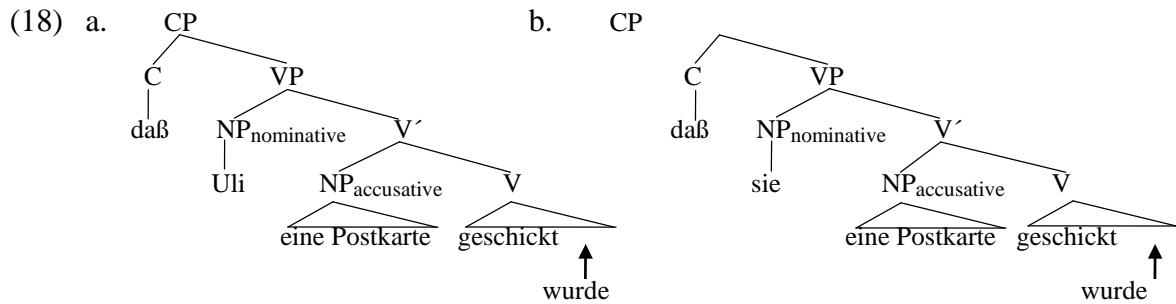 (18) a. CP b. CP
C VP C VP
daß NPnominative V´ daß NPnominative V´
Uli NPaccusative V sie NPaccusative V
eine Postkarte geschickt eine Postkarte geschickt
wurde wurde